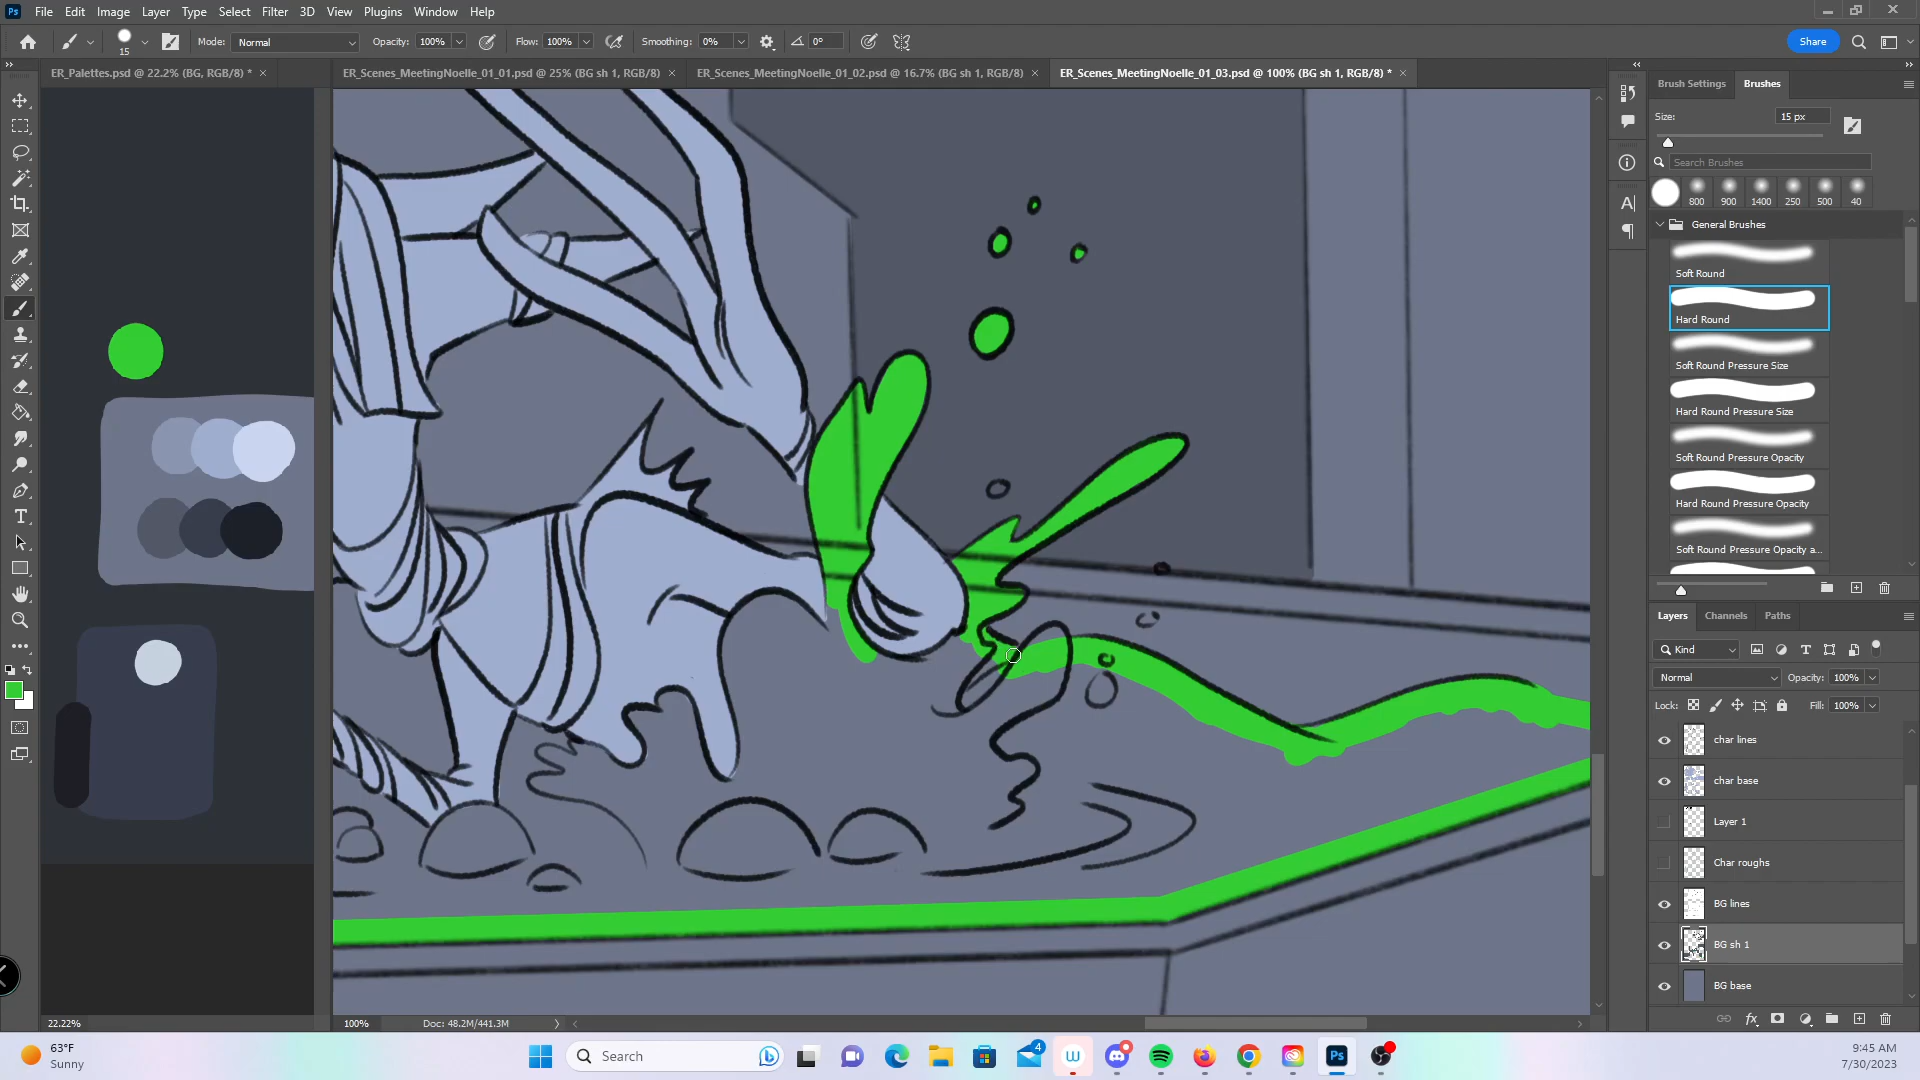 Ps File Edit Image Layer Type Select Filter 3D View Plugins Window Help
15 Mode: Normal Opacity: 100% Flow: 100% Smoothing: 0% 0° Share
ER_Palettes.psd @ 22.2% (BG, RGB/8) *
ER_Scenes_MeetingNoelle_01_01.psd @ 25% (BG sh 1, RGB/8)
ER_Scenes_MeetingNoelle_01_02.psd @ 16.7% (BG sh 1, RGB/8)
ER_Scenes_MeetingNoelle_01_03.psd @ 100% (BG sh 1, RGB/8) *
Brush Settings Brushes
Size: 15 px
Search Brushes
800 900 1400 250 500 40
General Brushes
Soft Round
Hard Round
Soft Round Pressure Size
Hard Round Pressure Size
Soft Round Pressure Opacity
Hard Round Pressure Opacity
Soft Round Pressure Opacity a...
Layers Channels Paths
Kind
Normal Opacity: 100%
Lock: Fill: 100%
char lines
char base
Layer 1
Char roughs
BG lines
BG sh 1
BG base
22.22%
100% Doc: 48.2M/441.3M
63°F
Sunny
Search
4
Ps
9:45 AM
7/30/2023